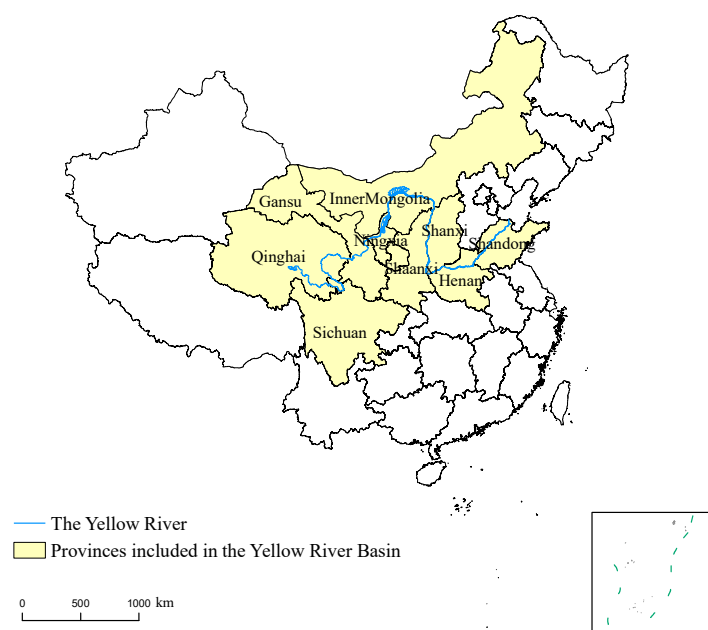 Gansu
InnerMongolia
Shanxi
Ningxia
Shandong
Qinghai
Shaanxi
Henan
Sichuan
The Yellow River
Provinces included in the Yellow River Basin
0 500 1000 km